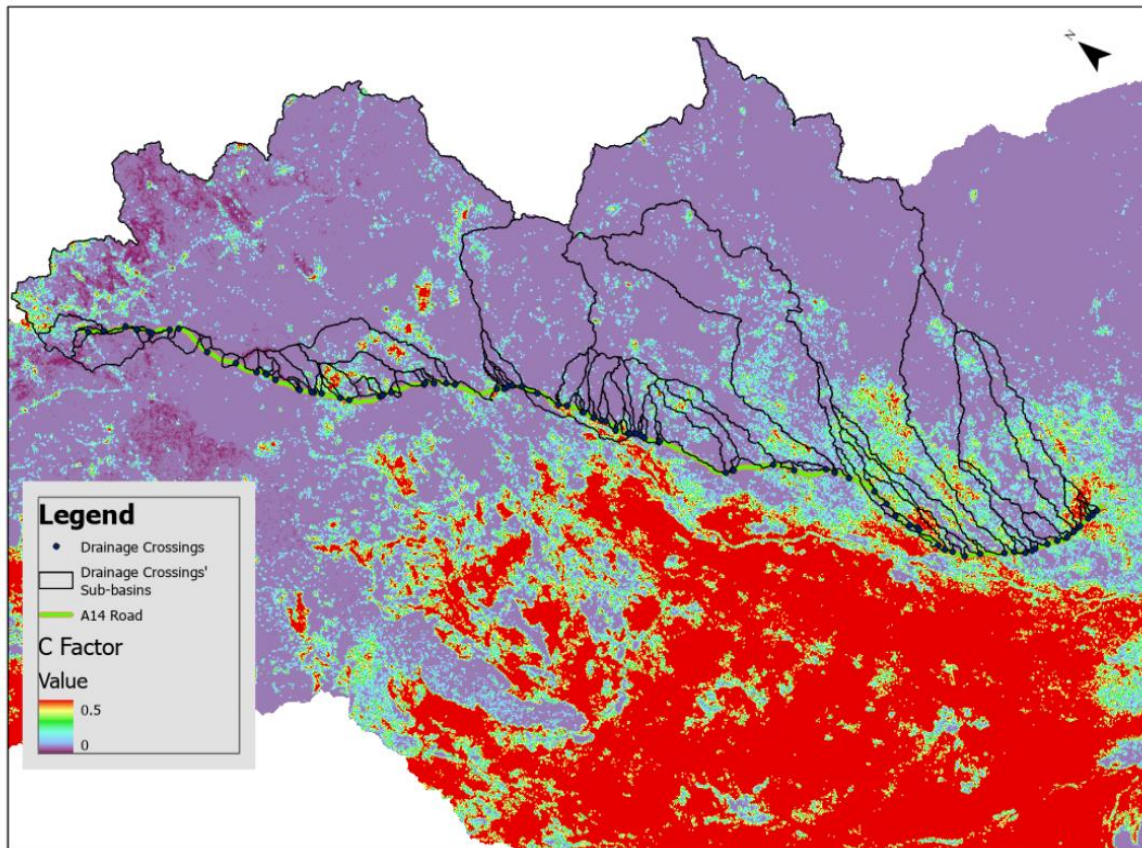 N
Legend
Drainage Crossings
Drainage Crossings'
Sub-basins
A14 Road
C Factor
Value
0.5
0